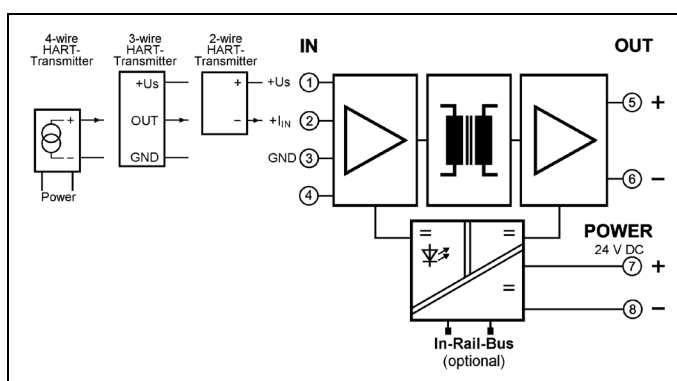 4-wire
HART-
Transmitter
3-wire
HART-
Transmitter
2-wire
HART-
Transmitter
IN
OUT
+Us
+
+Us
1
5
+
+
OUT
−
+I_IN
2
−
GND
GND
3
6
−
4
Power
POWER
24 V DC
=
=
7
+
=
8
−
In-Rail-Bus
(optional)